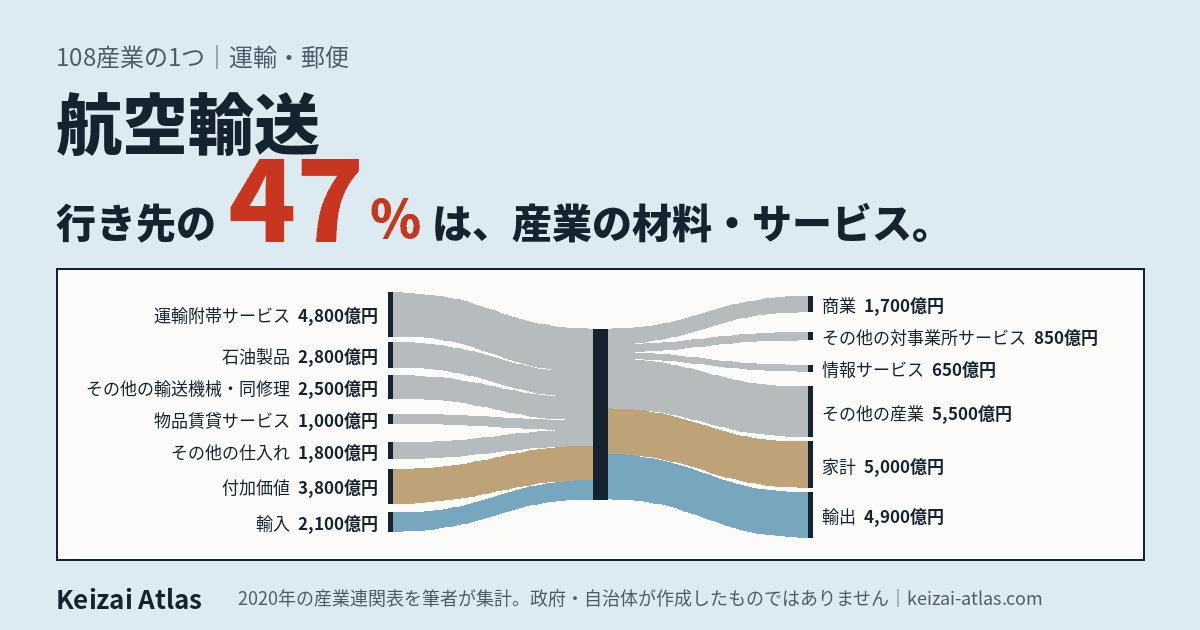 108産業の1つ｜運輸・郵便
航空輸送
行き先の47%は、産業の材料・サービス。
運輸附帯サービス 4,800億円
石油製品 2,800億円
その他の輸送機械・同修理 2,500億円
物品賃貸サービス 1,000億円
その他の仕入れ 1,800億円
付加価値 3,800億円
輸入 2,100億円
商業 1,700億円
その他の対事業所サービス 850億円
情報サービス 650億円
その他の産業 5,500億円
家計 5,000億円
輸出 4,900億円
Keizai Atlas 2020年の産業連関表を筆者が集計。政府・自治体が作成したものではありません｜keizai-atlas.com